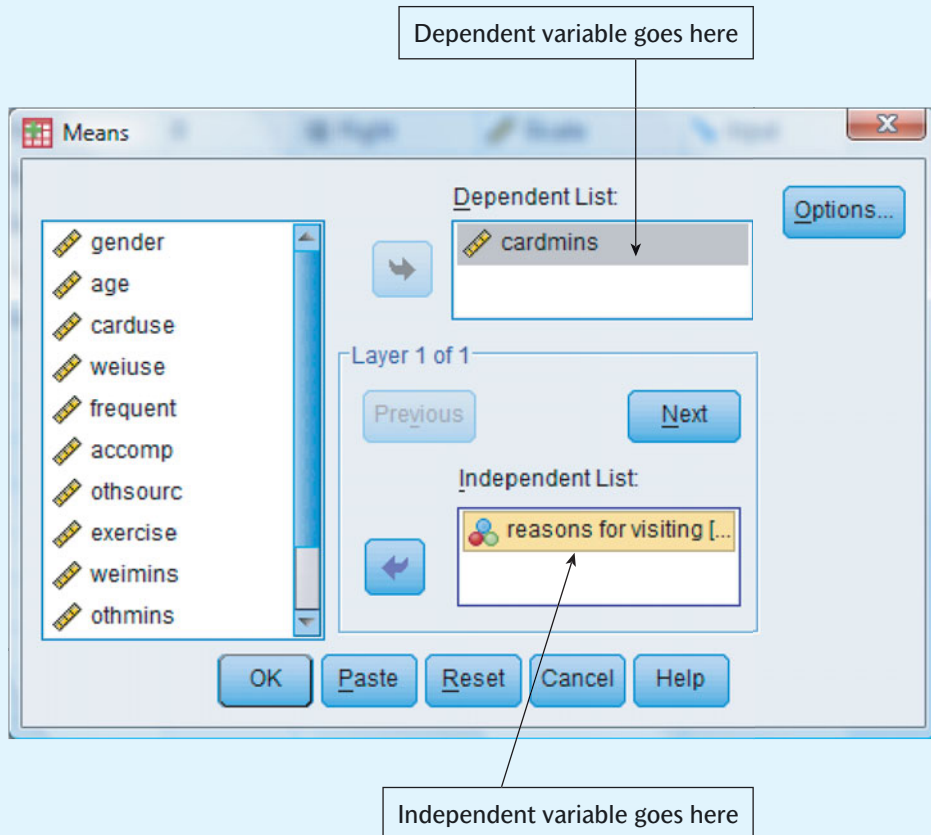 Dependent variable goes here
Means
Dependent List:
Options...
gender
age
carduse
weiuse
frequent
accomp
othsourc
exercise
weimins
othmins
cardmins
Layer 1 of 1
Previous
Next
Independent List:
reasons for visiting [...
OK
Paste
Reset
Cancel
Help
Independent variable goes here